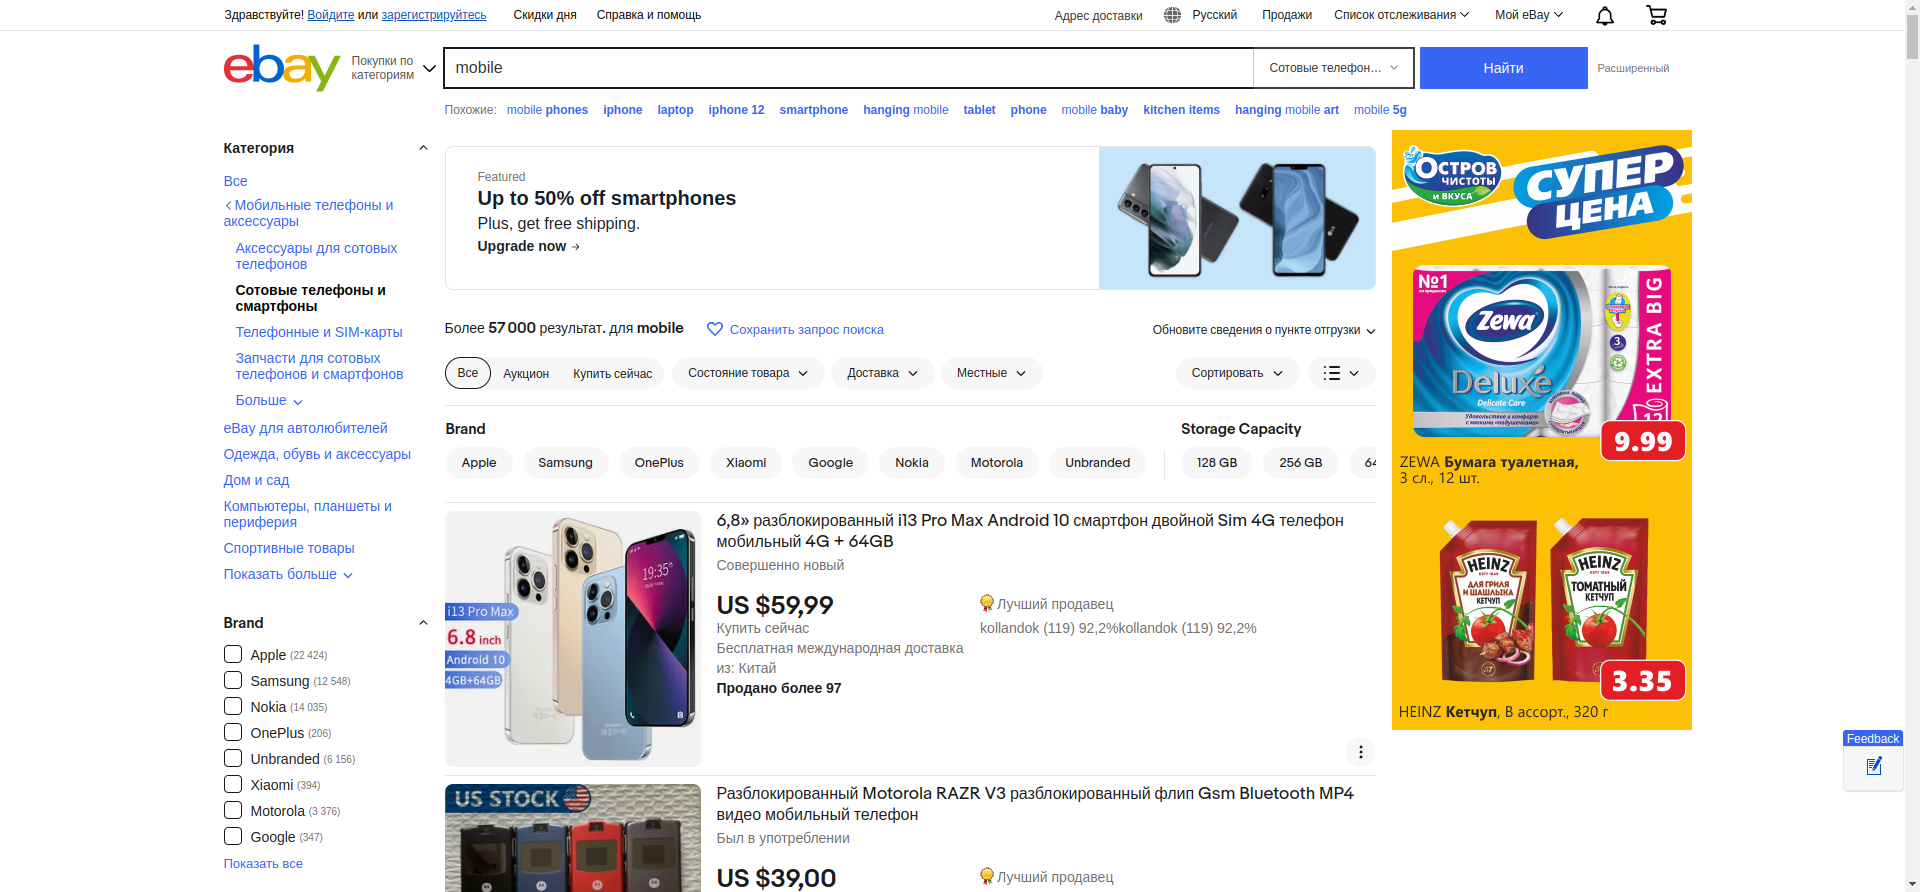 Здравствуйте! Войдите или зарегистрируйтесь
Скидки дня
Справка и помощь
Адрес доставки
Русский
Продажи
Список отслеживания
Мой eBay
ebay
Покупки по
категориям
mobile
Сотовые телефон...
Найти
Расширенный
Похожие: mobile phones iphone laptop iphone 12 smartphone hanging mobile tablet phone mobile baby kitchen items hanging mobile art mobile 5g
Категория
Все
Мобильные телефоны и
аксессуары
Аксессуары для сотовых
телефонов
Сотовые телефоны и
смартфоны
Телефонные и SIM-карты
Запчасти для сотовых
телефонов и смартфонов
Больше
eBay для автолюбителей
Одежда, обувь и аксессуары
Дом и сад
Компьютеры, планшеты и
периферия
Спортивные товары
Показать больше
Brand
Apple (22 424)
Samsung (12 548)
Nokia (14 035)
OnePlus (206)
Unbranded (6 156)
Xiaomi (394)
Motorola (3 376)
Google (347)
Показать все
Featured
Up to 50% off smartphones
Plus, get free shipping.
Upgrade now →
Более 57 000 результат. для mobile
Сохранить запрос поиска
Обновите сведения о пункте отгрузки
Все
Аукцион
Купить сейчас
Состояние товара
Доставка
Местные
Сортировать
Brand
Apple
Samsung
OnePlus
Xiaomi
Google
Nokia
Motorola
Unbranded
Storage Capacity
128 GB
256 GB
64
19:35
i13 Pro Max
6.8 inch
Android 10
4GB+64GB
6,8» разблокированный i13 Pro Max Android 10 смартфон двойной Sim 4G телефон
мобильный 4G + 64GB
Совершенно новый
US $59,99
Купить сейчас
Бесплатная международная доставка
из: Китай
Продано более 97
Лучший продавец
kollandok (119) 92,2%kollandok (119) 92,2%
US STOCK
Разблокированный Motorola RAZR V3 разблокированный флип Gsm Bluetooth MP4
видео мобильный телефон
Был в употреблении
US $39,00
Лучший продавец
ОСТРОВ
ЧИСТОТЫ
И ВКУСА
СУПЕР
ЦЕНА
№1
Zewa
Deluxe
Delicate Care
EXTRA BIG
3
12
9.99
ZEWA Бумага туалетная,
3 сл., 12 шт.
HEINZ
ДЛЯ ГРИЛЯ
И ШАШЛЫКА
КЕТЧУП
HEINZ
ТОМАТНЫЙ
КЕТЧУП
57
3.35
HEINZ Кетчуп, В ассорт., 320 г
Feedback